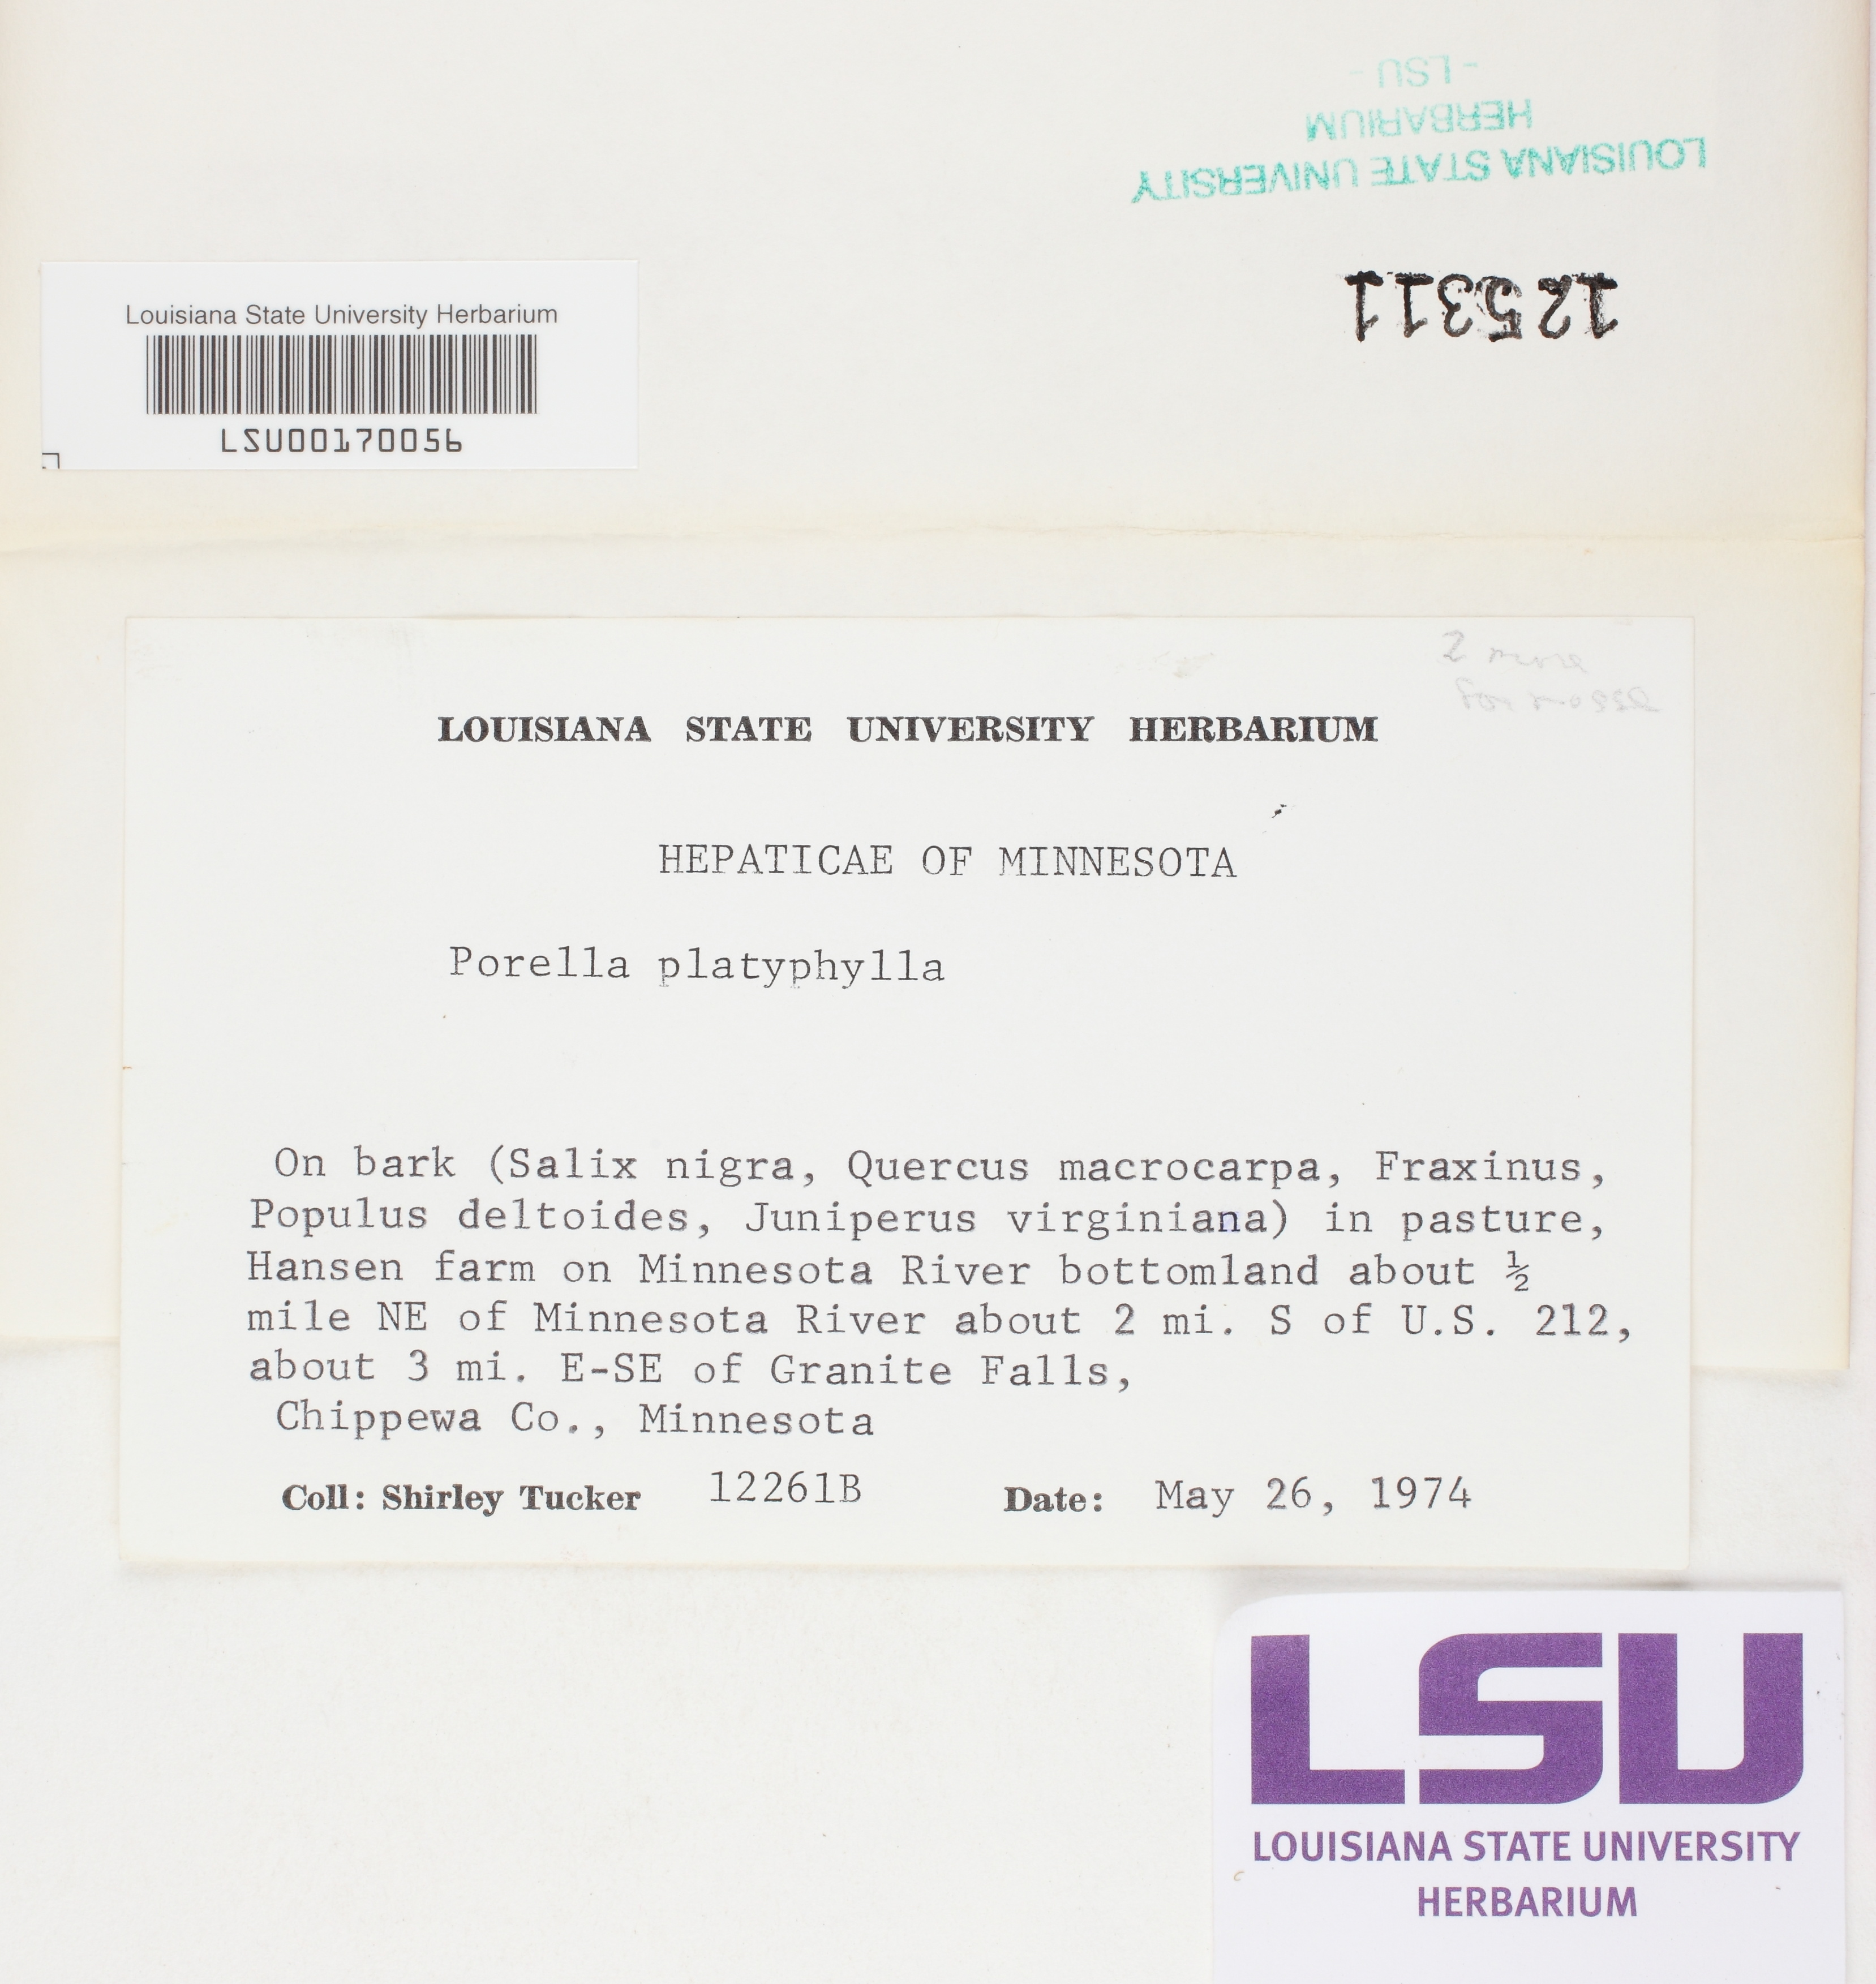 - LSU -
HERBARIUM
LOUISIANA STATE UNIVERSITY
125311
Louisiana State University Herbarium
LSU00170056
2 more
for
LOUISIANA STATE UNIVERSITY HERBARIUM
HEPATICAE OF MINNESOTA
Porella platyphylla
On bark (Salix nigra, Quercus macrocarpa, Fraxinus,
Populus deltoides, Juniperus virginiana) in pasture,
Hansen farm on Minnesota River bottomland about ½
mile NE of Minnesota River about 2 mi. S of U.S. 212,
about 3 mi. E-SE of Granite Falls,
Chippewa Co., Minnesota
Coll: Shirley Tucker 12261B Date: May 26, 1974
LSU
LOUISIANA STATE UNIVERSITY
HERBARIUM